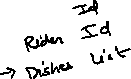 Id
Rider Id
→ Dishes List